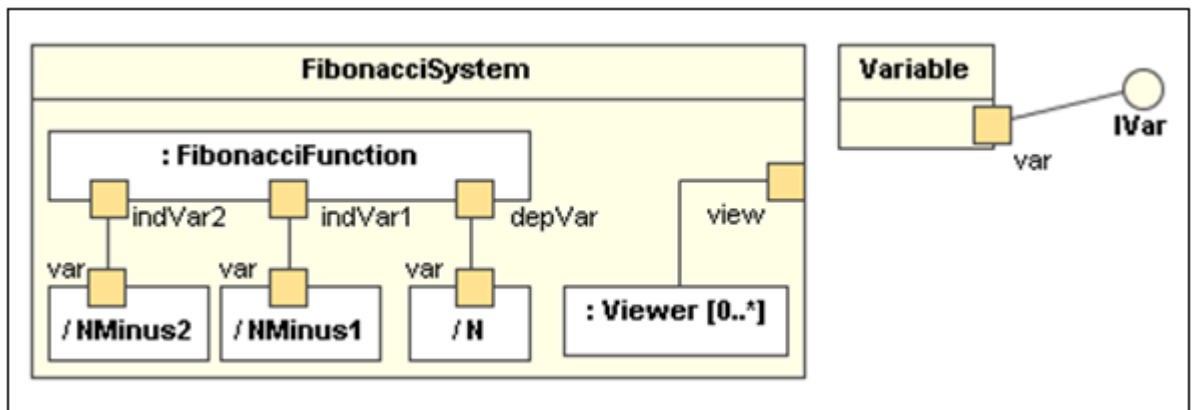 FibonacciSystem
: FibonacciFunction
indVar2
indVar1
depVar
var
var
var
/ NMinus2
/ NMinus1
/ N
view
: Viewer [0..*]
Variable
var
IVar